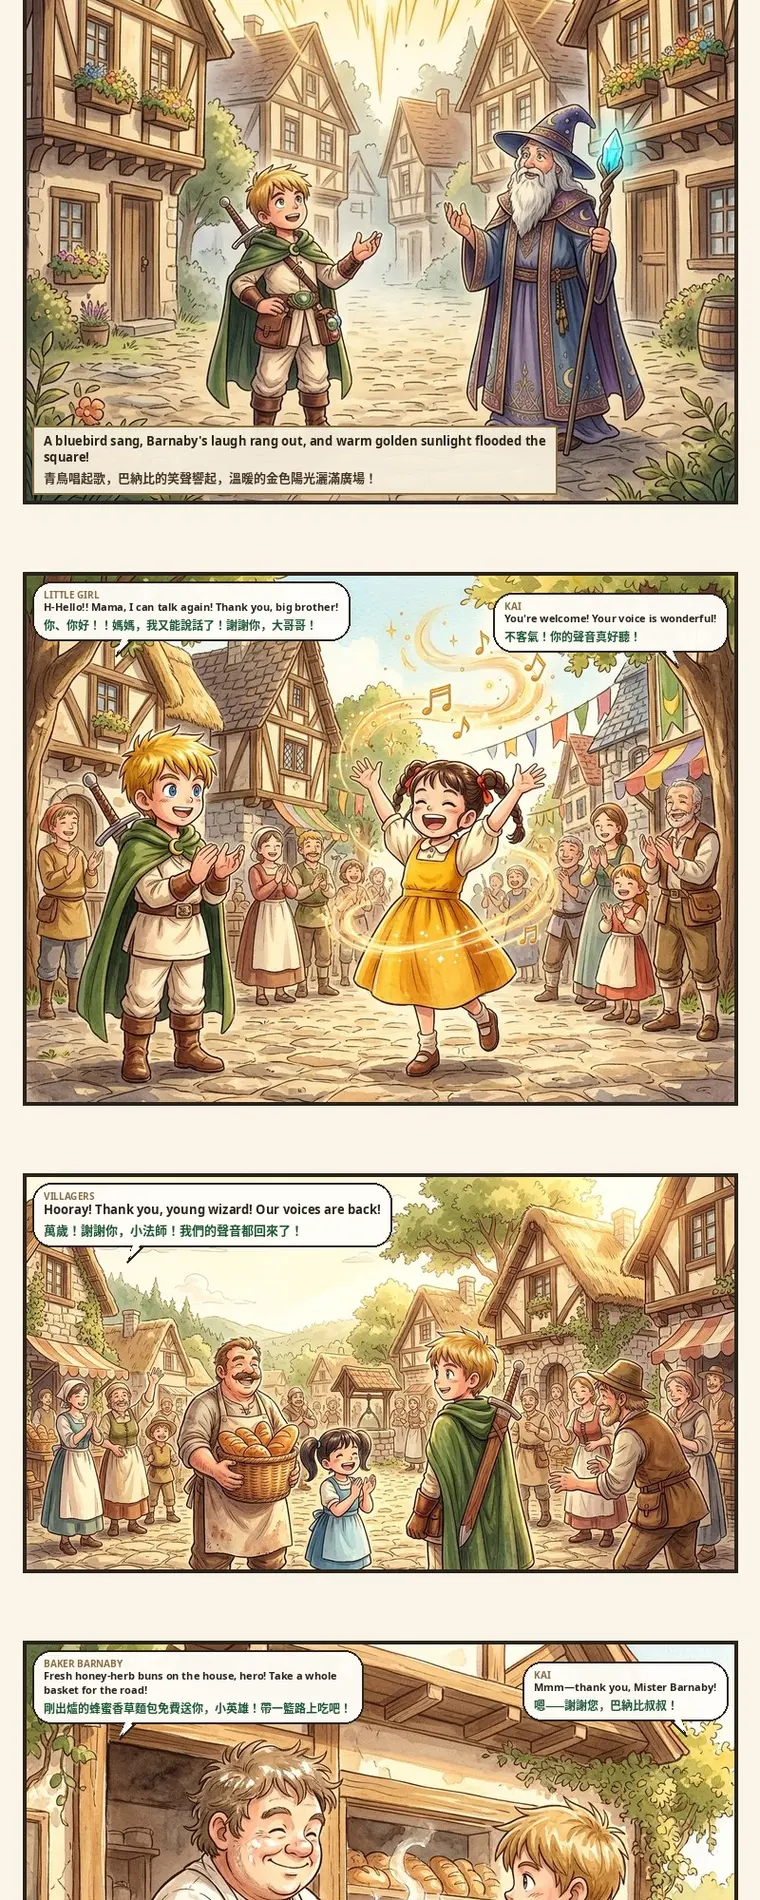 A bluebird sang, Barnaby's laugh rang out, and warm golden sunlight flooded the
square!
青鳥唱起歌，巴納比的笑聲響起，溫暖的金色陽光灑滿廣場！
LITTLE GIRL
H-Hello!! Mama, I can talk again! Thank you, big brother!
你、你好！！媽媽，我又能說話了！謝謝你，大哥哥！
KAI
You're welcome! Your voice is wonderful!
不客氣！你的聲音真好聽！
VILLAGERS
Hooray! Thank you, young wizard! Our voices are back!
萬歲！謝謝你，小法師！我們的聲音都回來了！
BAKER BARNABY
Fresh honey-herb buns on the house, hero! Take a whole
basket for the road!
剛出爐的蜂蜜香草麵包免費送你，小英雄！帶一籃路上吃吧！
KAI
Mmm—thank you, Mister Barnaby!
嗯——謝謝您，巴納比叔叔！